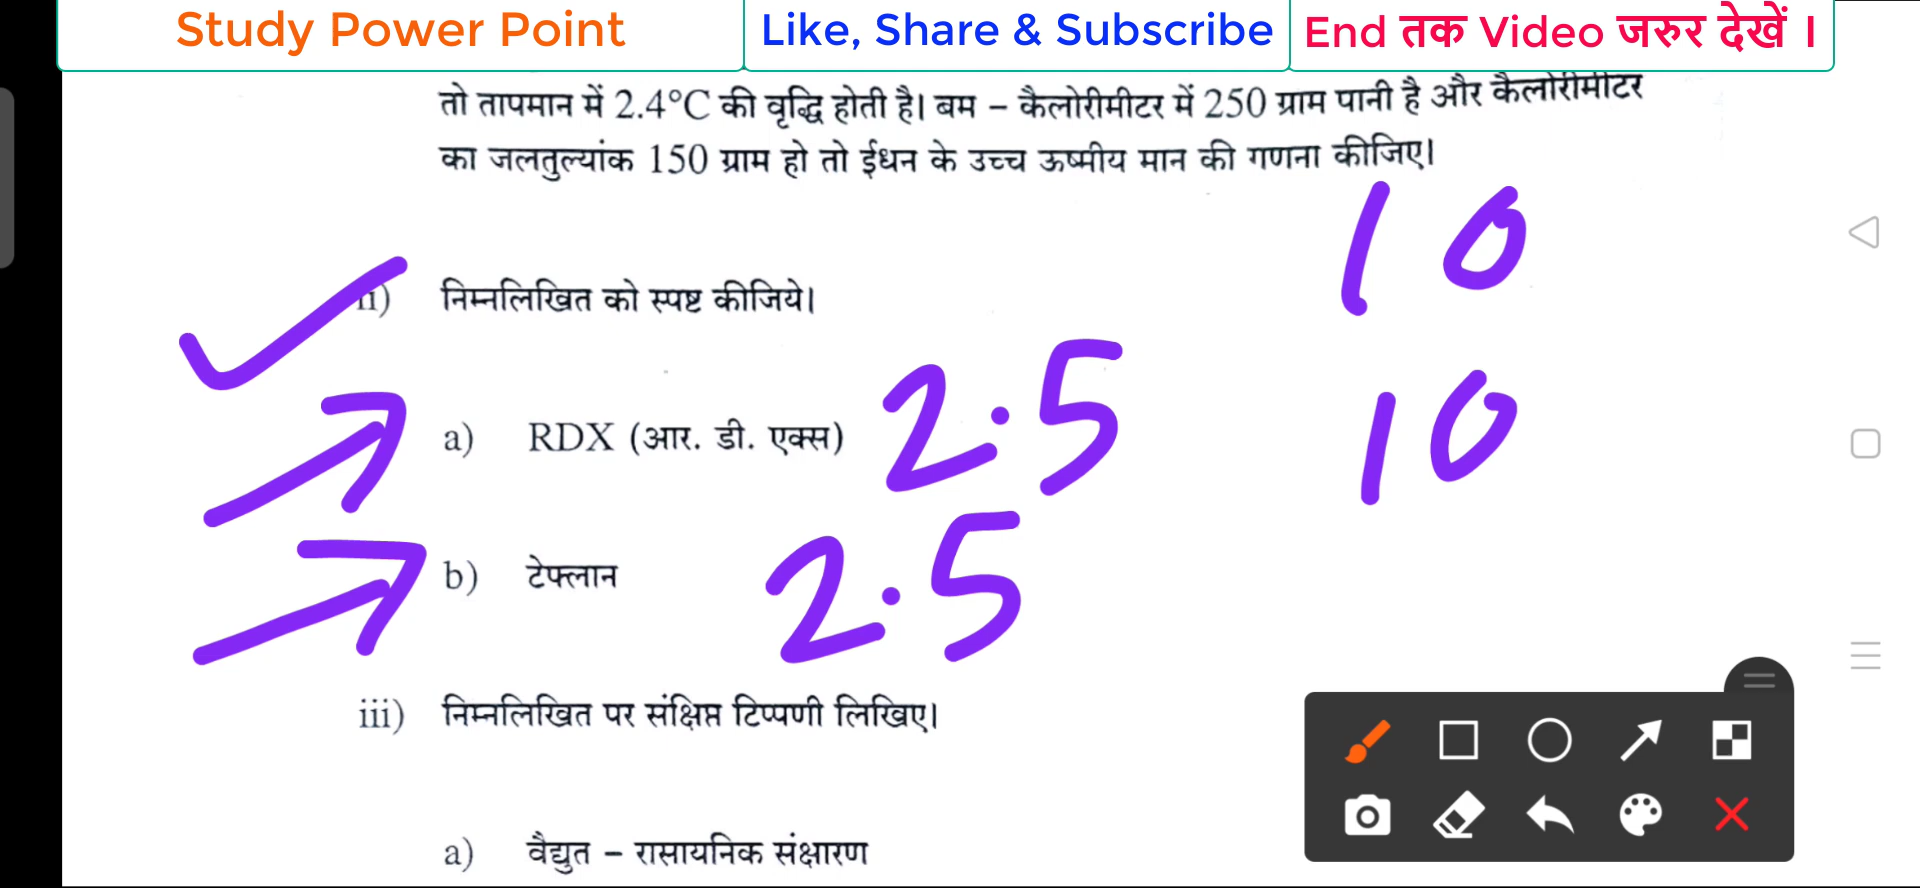 Study Power Point
Like, Share & Subscribe
End तक Video जरुर देखें ।
तो तापमान में 2.4°C की वृद्धि होती है। बम – कैलोरीमीटर में 250 ग्राम पानी है और कैलोरीमीटर
का जलतुल्यांक 150 ग्राम हो तो ईधन के उच्च ऊष्मीय मान की गणना कीजिए।
10
ii) निम्नलिखित को स्पष्ट कीजिये।
a) RDX (आर. डी. एक्स) 2.5
10
b) टेफ्लान 2.5
iii) निम्नलिखित पर संक्षिप्त टिप्पणी लिखिए।
a) वैद्युत – रासायनिक संक्षारण